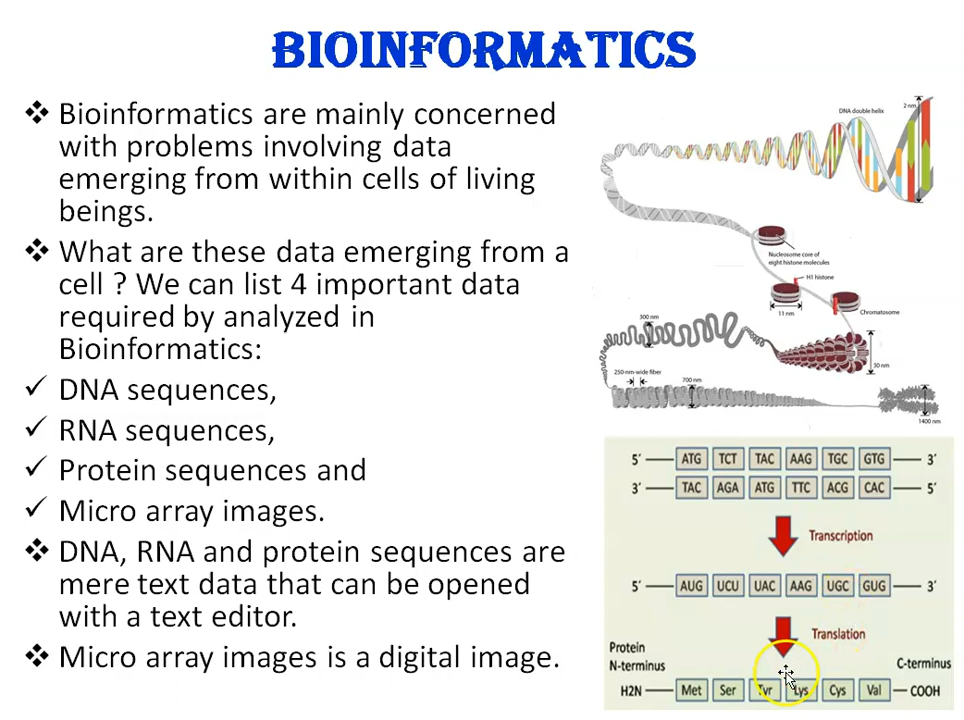 BIOINFORMATICS
❖ Bioinformatics are mainly concerned
with problems involving data
emerging from within cells of living
beings.
❖ What are these data emerging from a
cell ? We can list 4 important data
required by analyzed in
Bioinformatics:
✓ DNA sequences,
✓ RNA sequences,
✓ Protein sequences and
✓ Micro array images.
❖ DNA, RNA and protein sequences are
mere text data that can be opened
with a text editor.
❖ Micro array images is a digital image.
DNA double helix
2 nm
Nucleosome core of
eight histone molecules
H1 histone
11 nm
Chromatosome
300 nm
30 nm
250-nm-wide fiber
700 nm
1400 nm
5′ ATG TCT TAC AAG TGC GTG 3′
3′ TAC AGA ATG TTC ACG CAC 5′
Transcription
5′ AUG UCU UAC AAG UGC GUG 3′
Translation
Protein
N-terminus
C-terminus
H2N Met Ser Tyr Lys Cys Val COOH